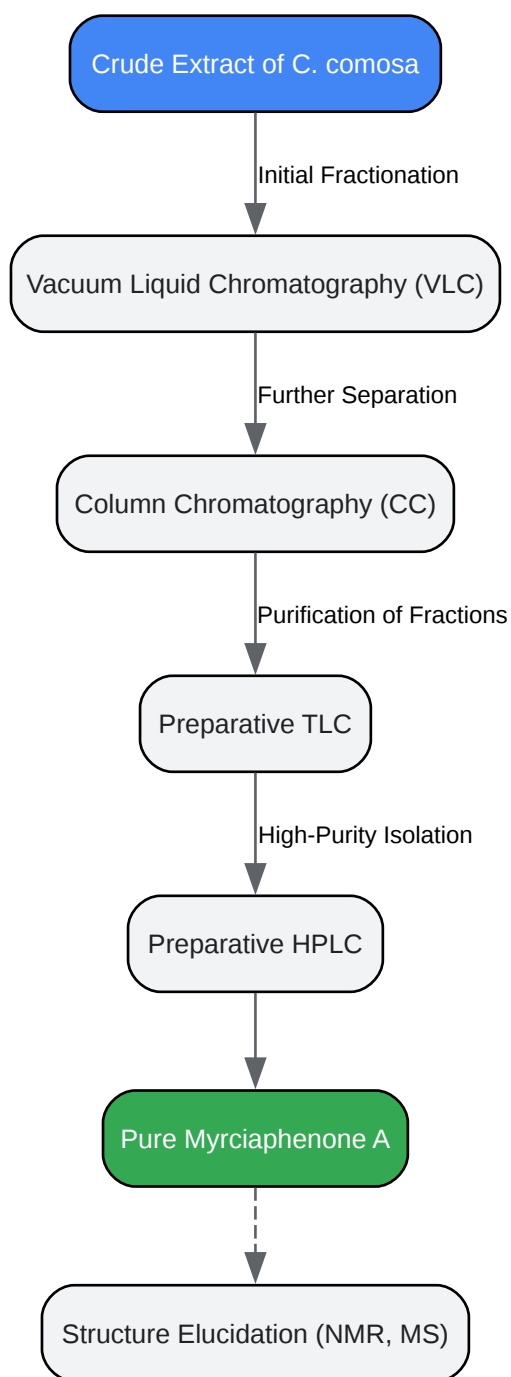 Crude Extract of C. comosa
Initial Fractionation
Vacuum Liquid Chromatography (VLC)
Further Separation
Column Chromatography (CC)
Purification of Fractions
Preparative TLC
High-Purity Isolation
Preparative HPLC
Pure Myrciaphenone A
Structure Elucidation (NMR, MS)